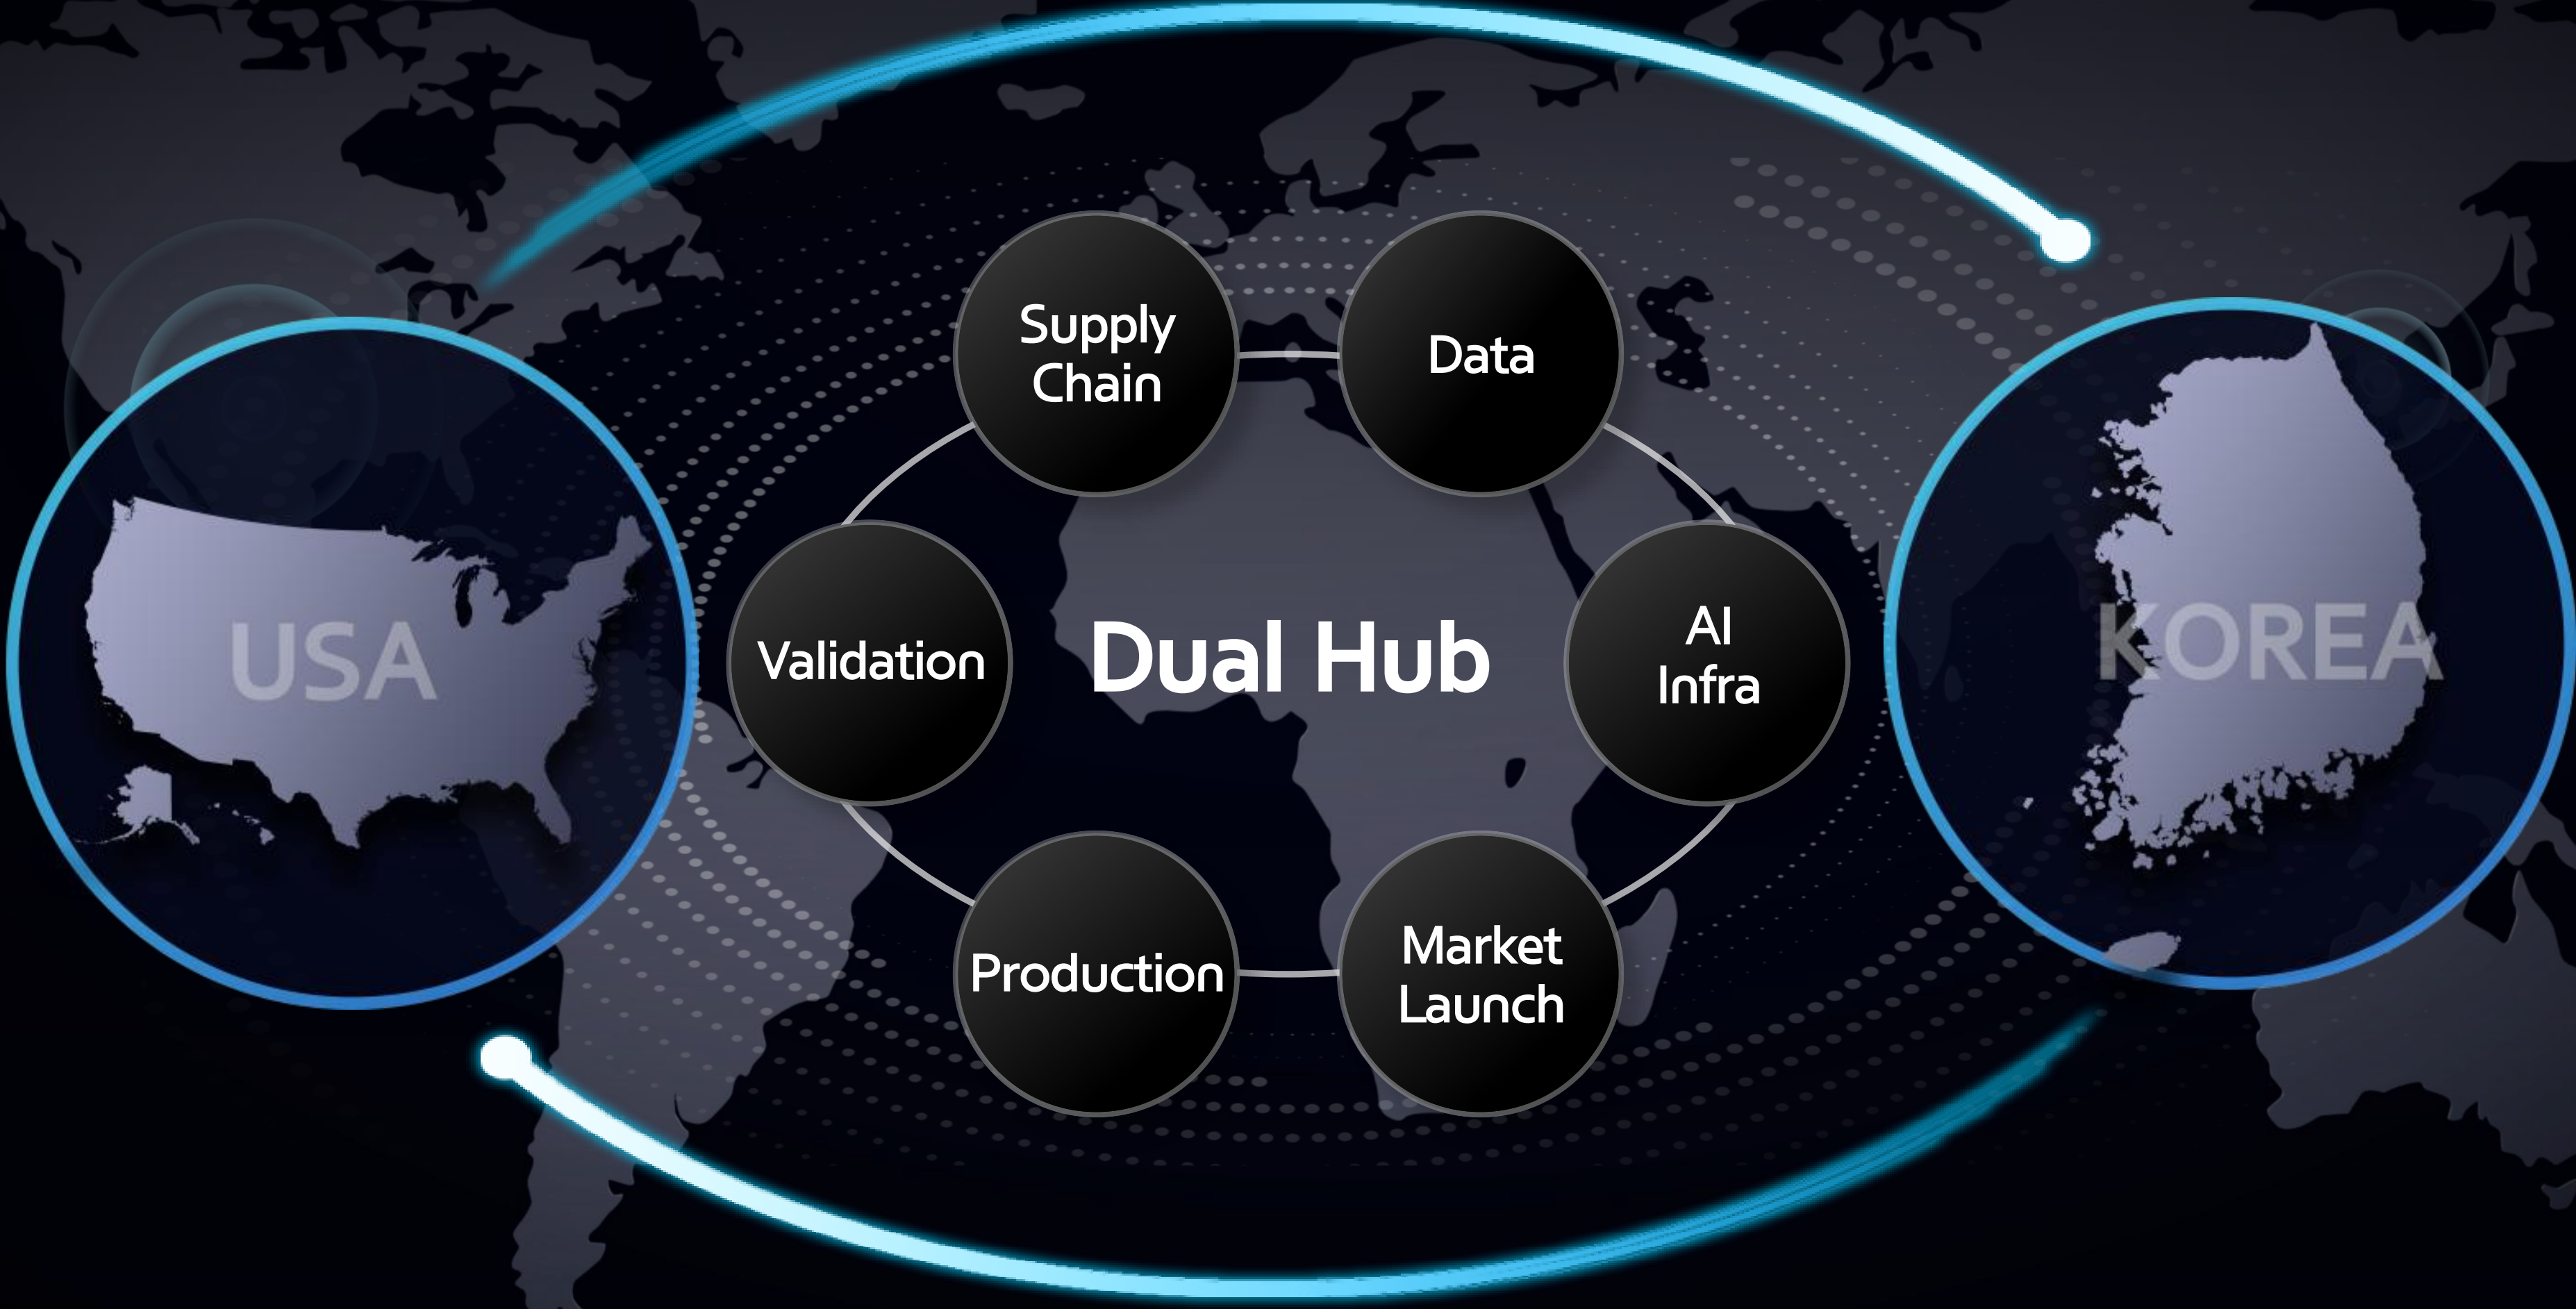 Supply
Chain
Data
Validation
Dual Hub
AI
Infra
USA
KOREA
Production
Market
Launch